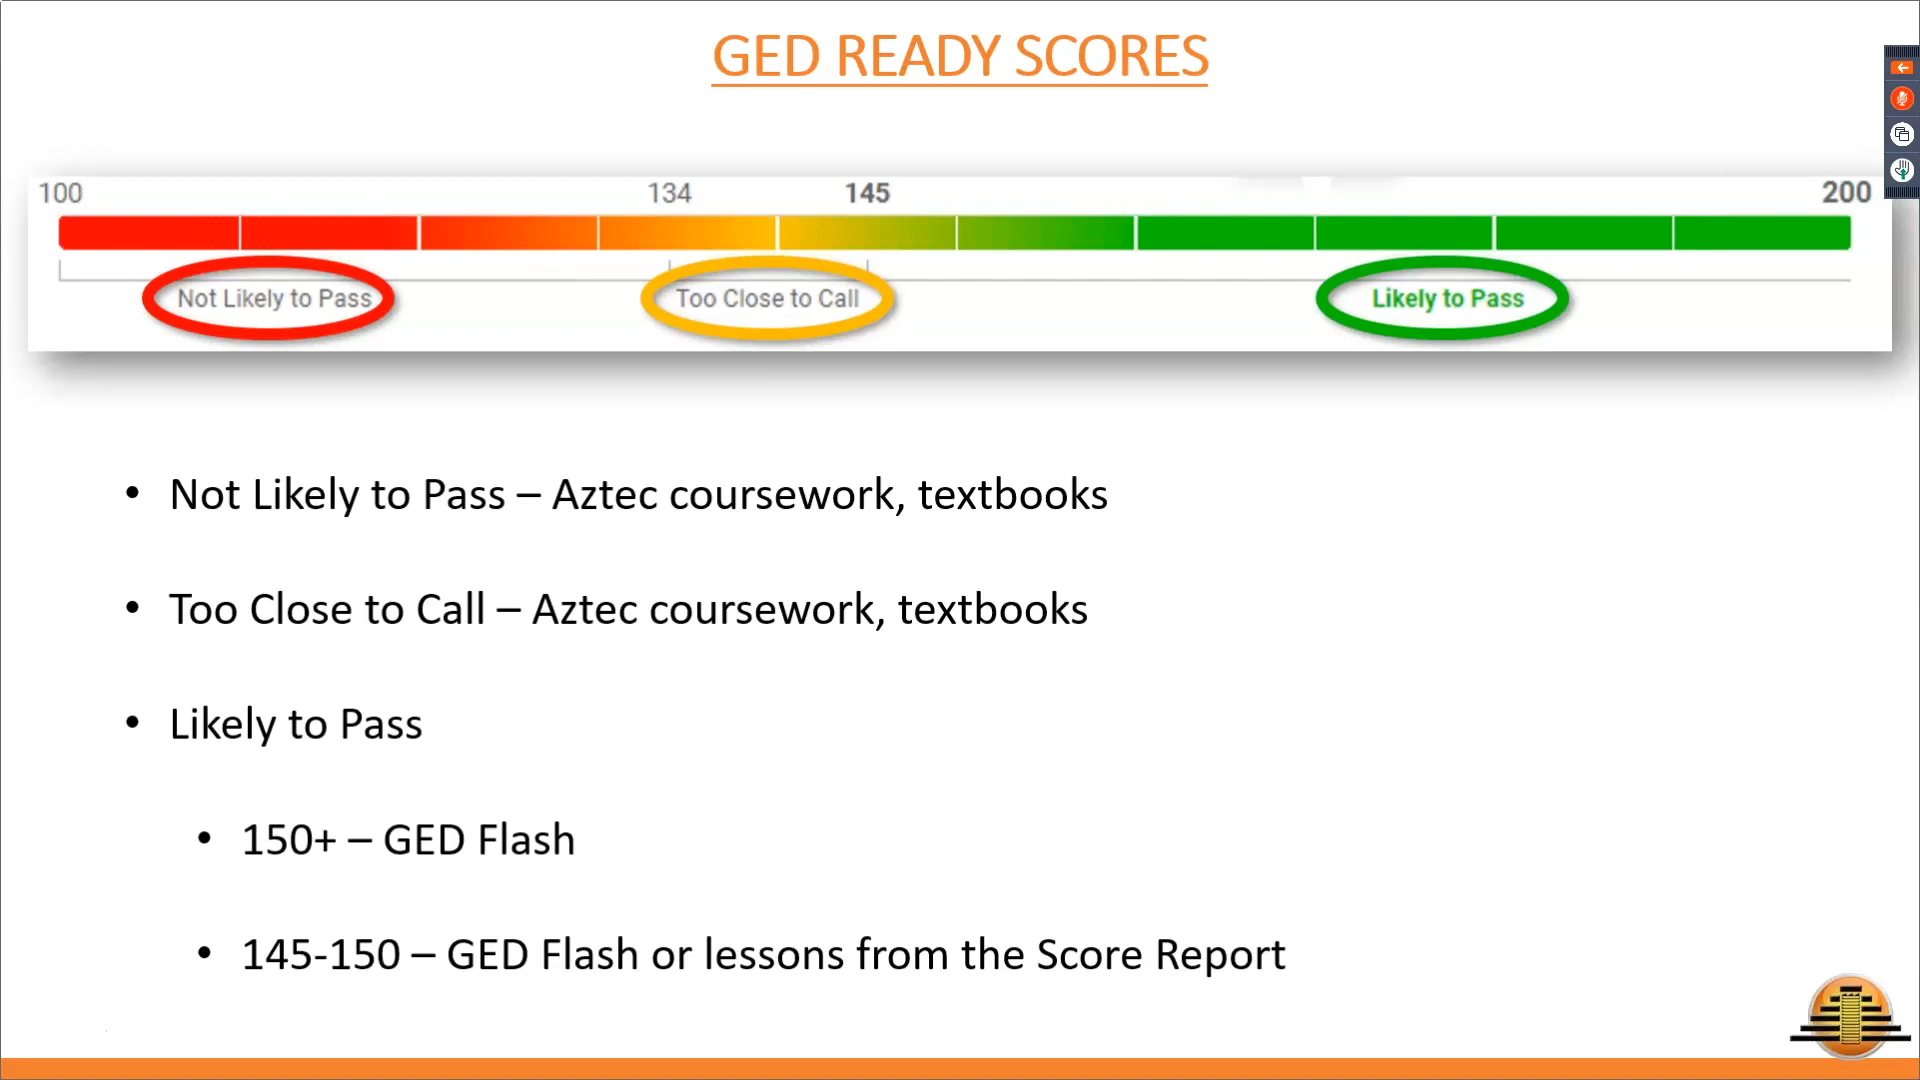 GED READY SCORES
100 134 145 200
Not Likely to Pass Too Close to Call Likely to Pass
• Not Likely to Pass – Aztec coursework, textbooks
• Too Close to Call – Aztec coursework, textbooks
• Likely to Pass
• 150+ – GED Flash
• 145-150 – GED Flash or lessons from the Score Report